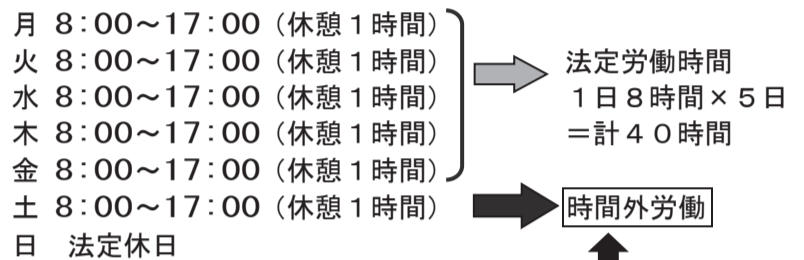 月 8:00～17:00（休憩1時間）
火 8:00～17:00（休憩1時間）
水 8:00～17:00（休憩1時間）
木 8:00～17:00（休憩1時間）
金 8:00～17:00（休憩1時間）
土 8:00～17:00（休憩1時間）
日 法定休日
法定労働時間
１日８時間×５日
＝計４０時間
時間外労働